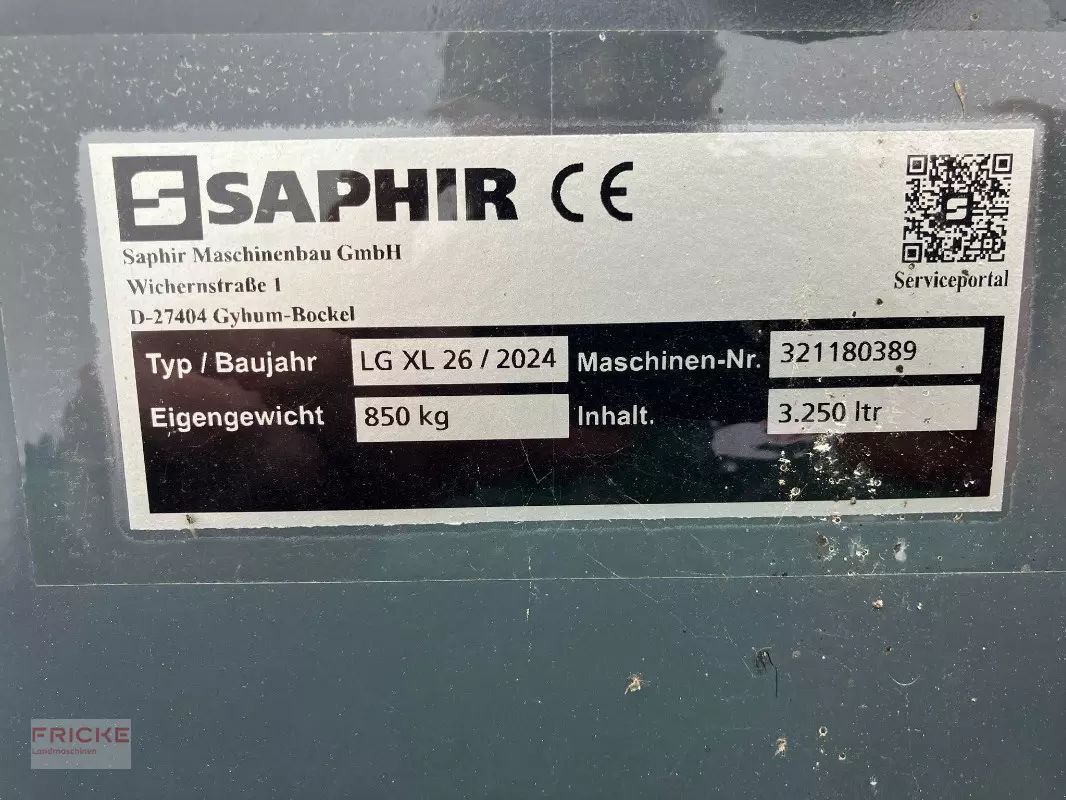 SAPHIR CE
Saphir Maschinenbau GmbH
Wichernstraße 1
D-27404 Gyhum-Bockel
Serviceportal
Typ / Baujahr LG XL 26 / 2024 Maschinen-Nr. 321180389
Eigengewicht 850 kg Inhalt. 3.250 ltr
FRICKE
Landmaschinen